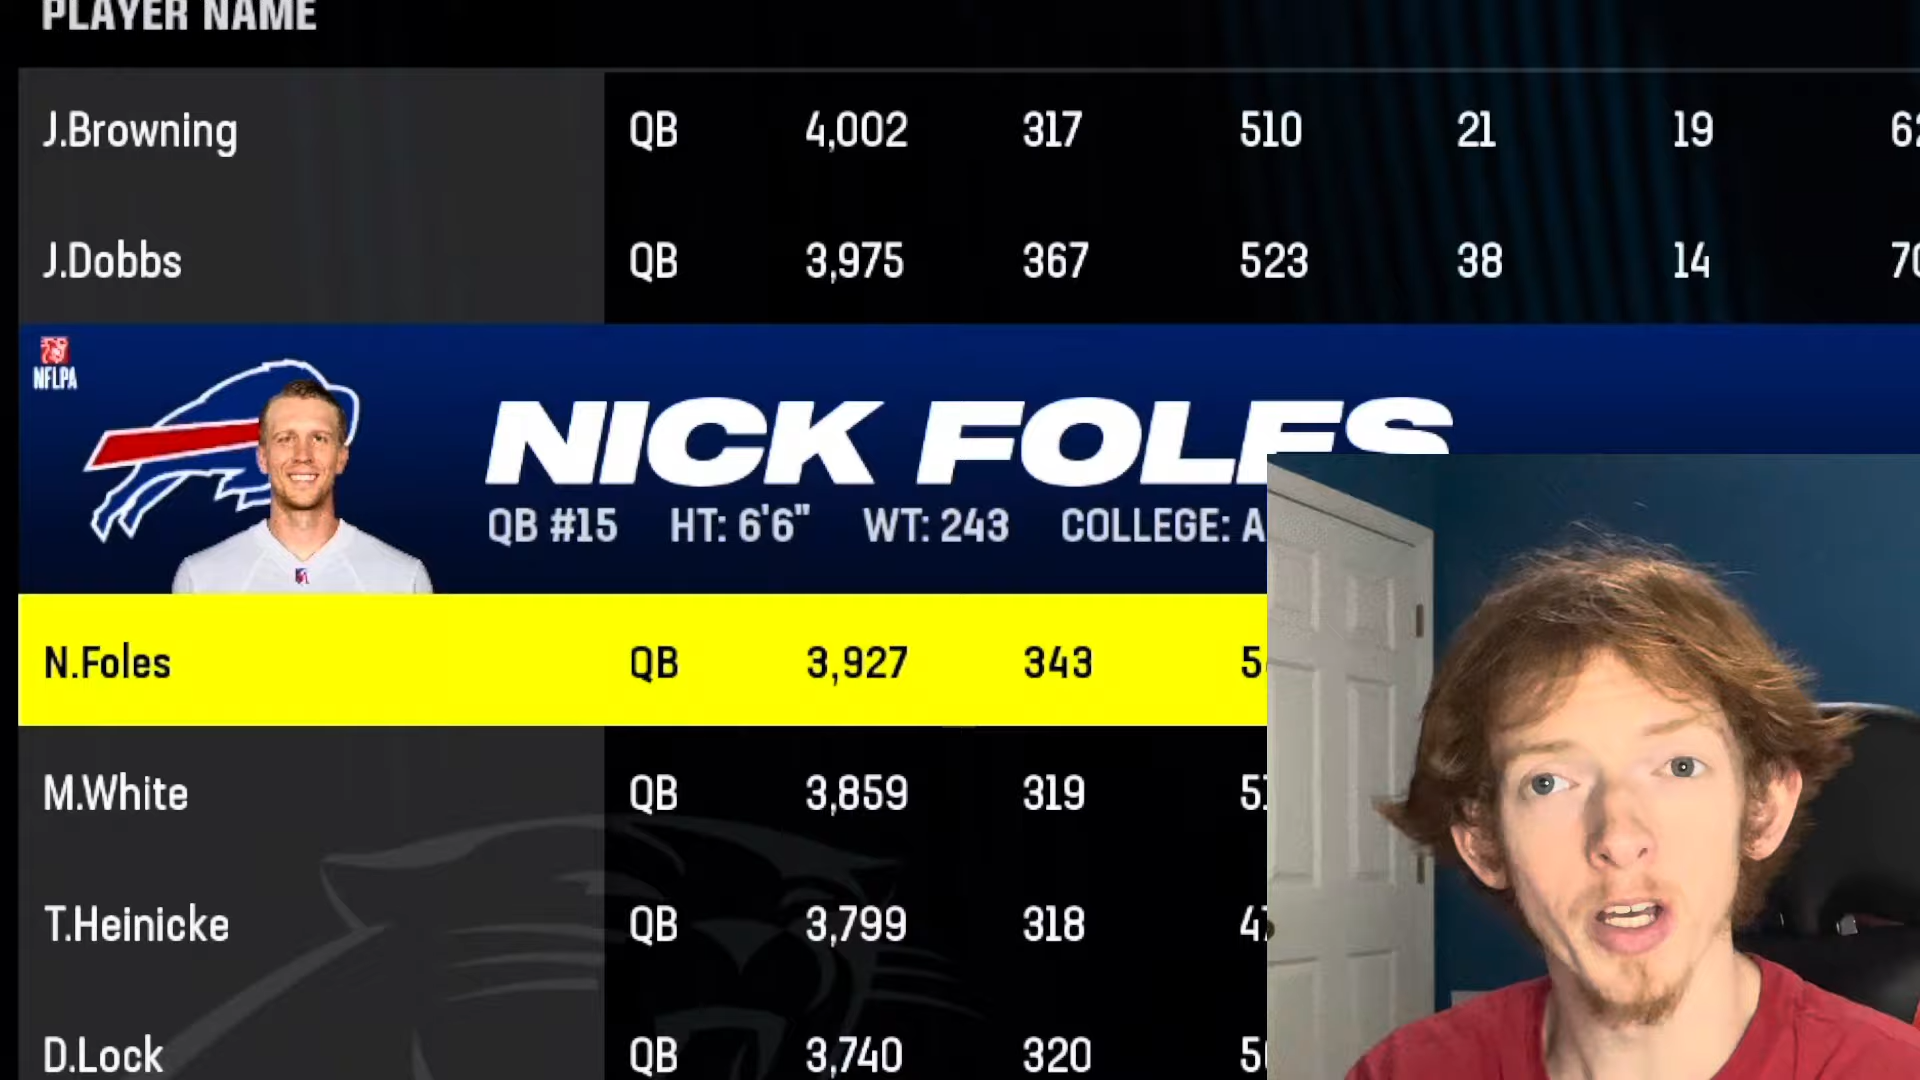 PLAYER NAME
J.Browning QB 4,002 317 510 21 19
J.Dobbs QB 3,975 367 523 38 14
NFLPA
NICK FOLES
QB #15 HT: 6'6" WT: 243 COLLEGE: A
N.Foles QB 3,927 343
M.White QB 3,859 319
T.Heinicke QB 3,799 318
D.Lock QB 3,740 320